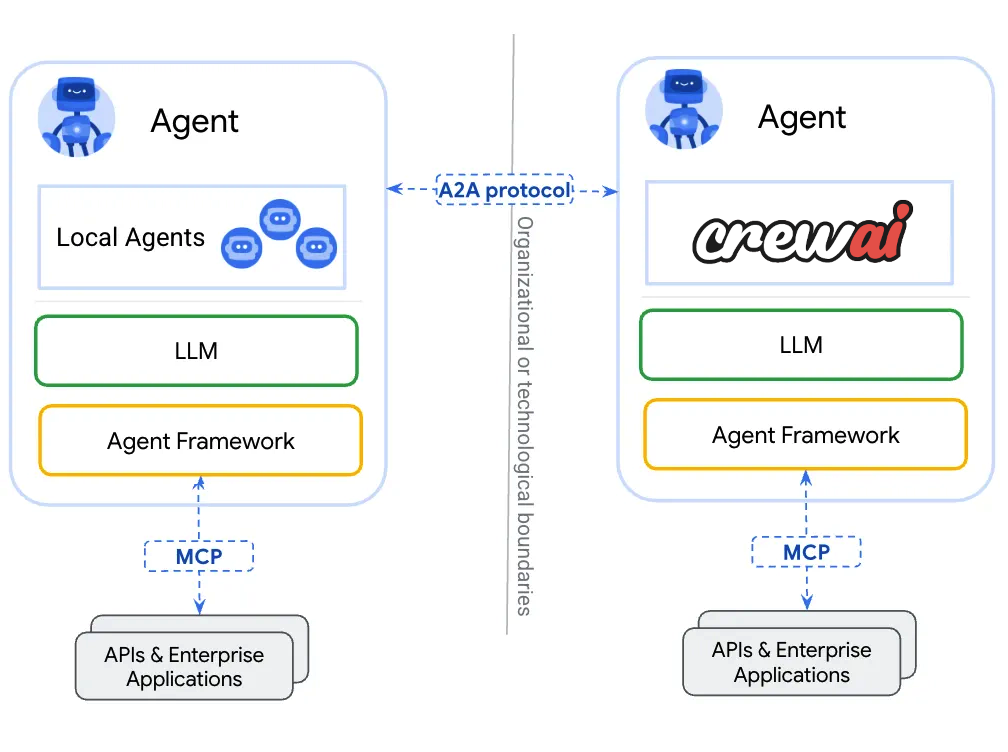 Agent
Local Agents
LLM
Agent Framework
MCP
APIs & Enterprise
Applications
A2A protocol
Organizational or technological boundaries
Agent
crewai
LLM
Agent Framework
MCP
APIs & Enterprise
Applications